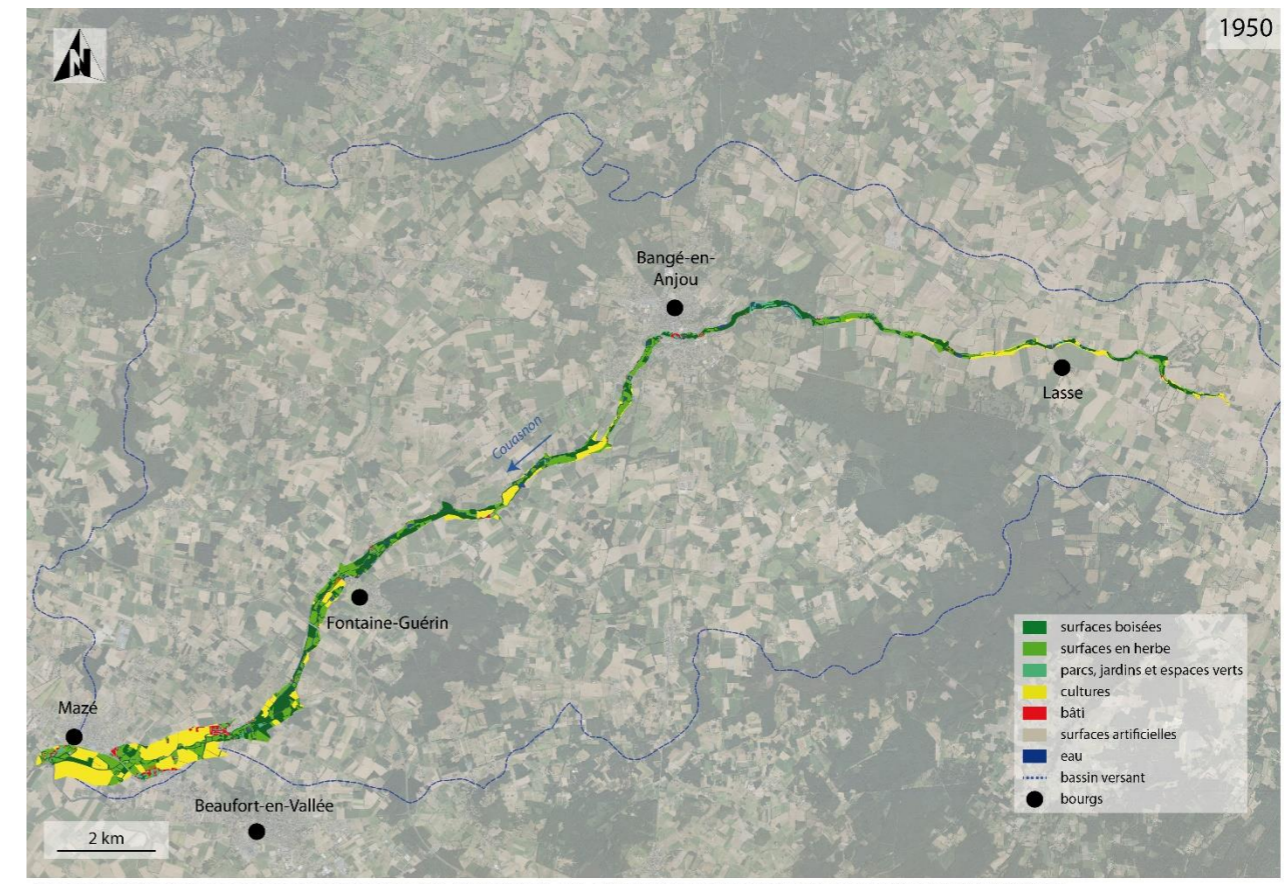 1950
N
Bangé-en-
Anjou
Lasse
Couasnon
Fontaine-Guérin
Mazé
Beaufort-en-Vallée
2 km
surfaces boisées
surfaces en herbe
parcs, jardins et espaces verts
cultures
bâti
surfaces artificielles
eau
bassin versant
bourgs